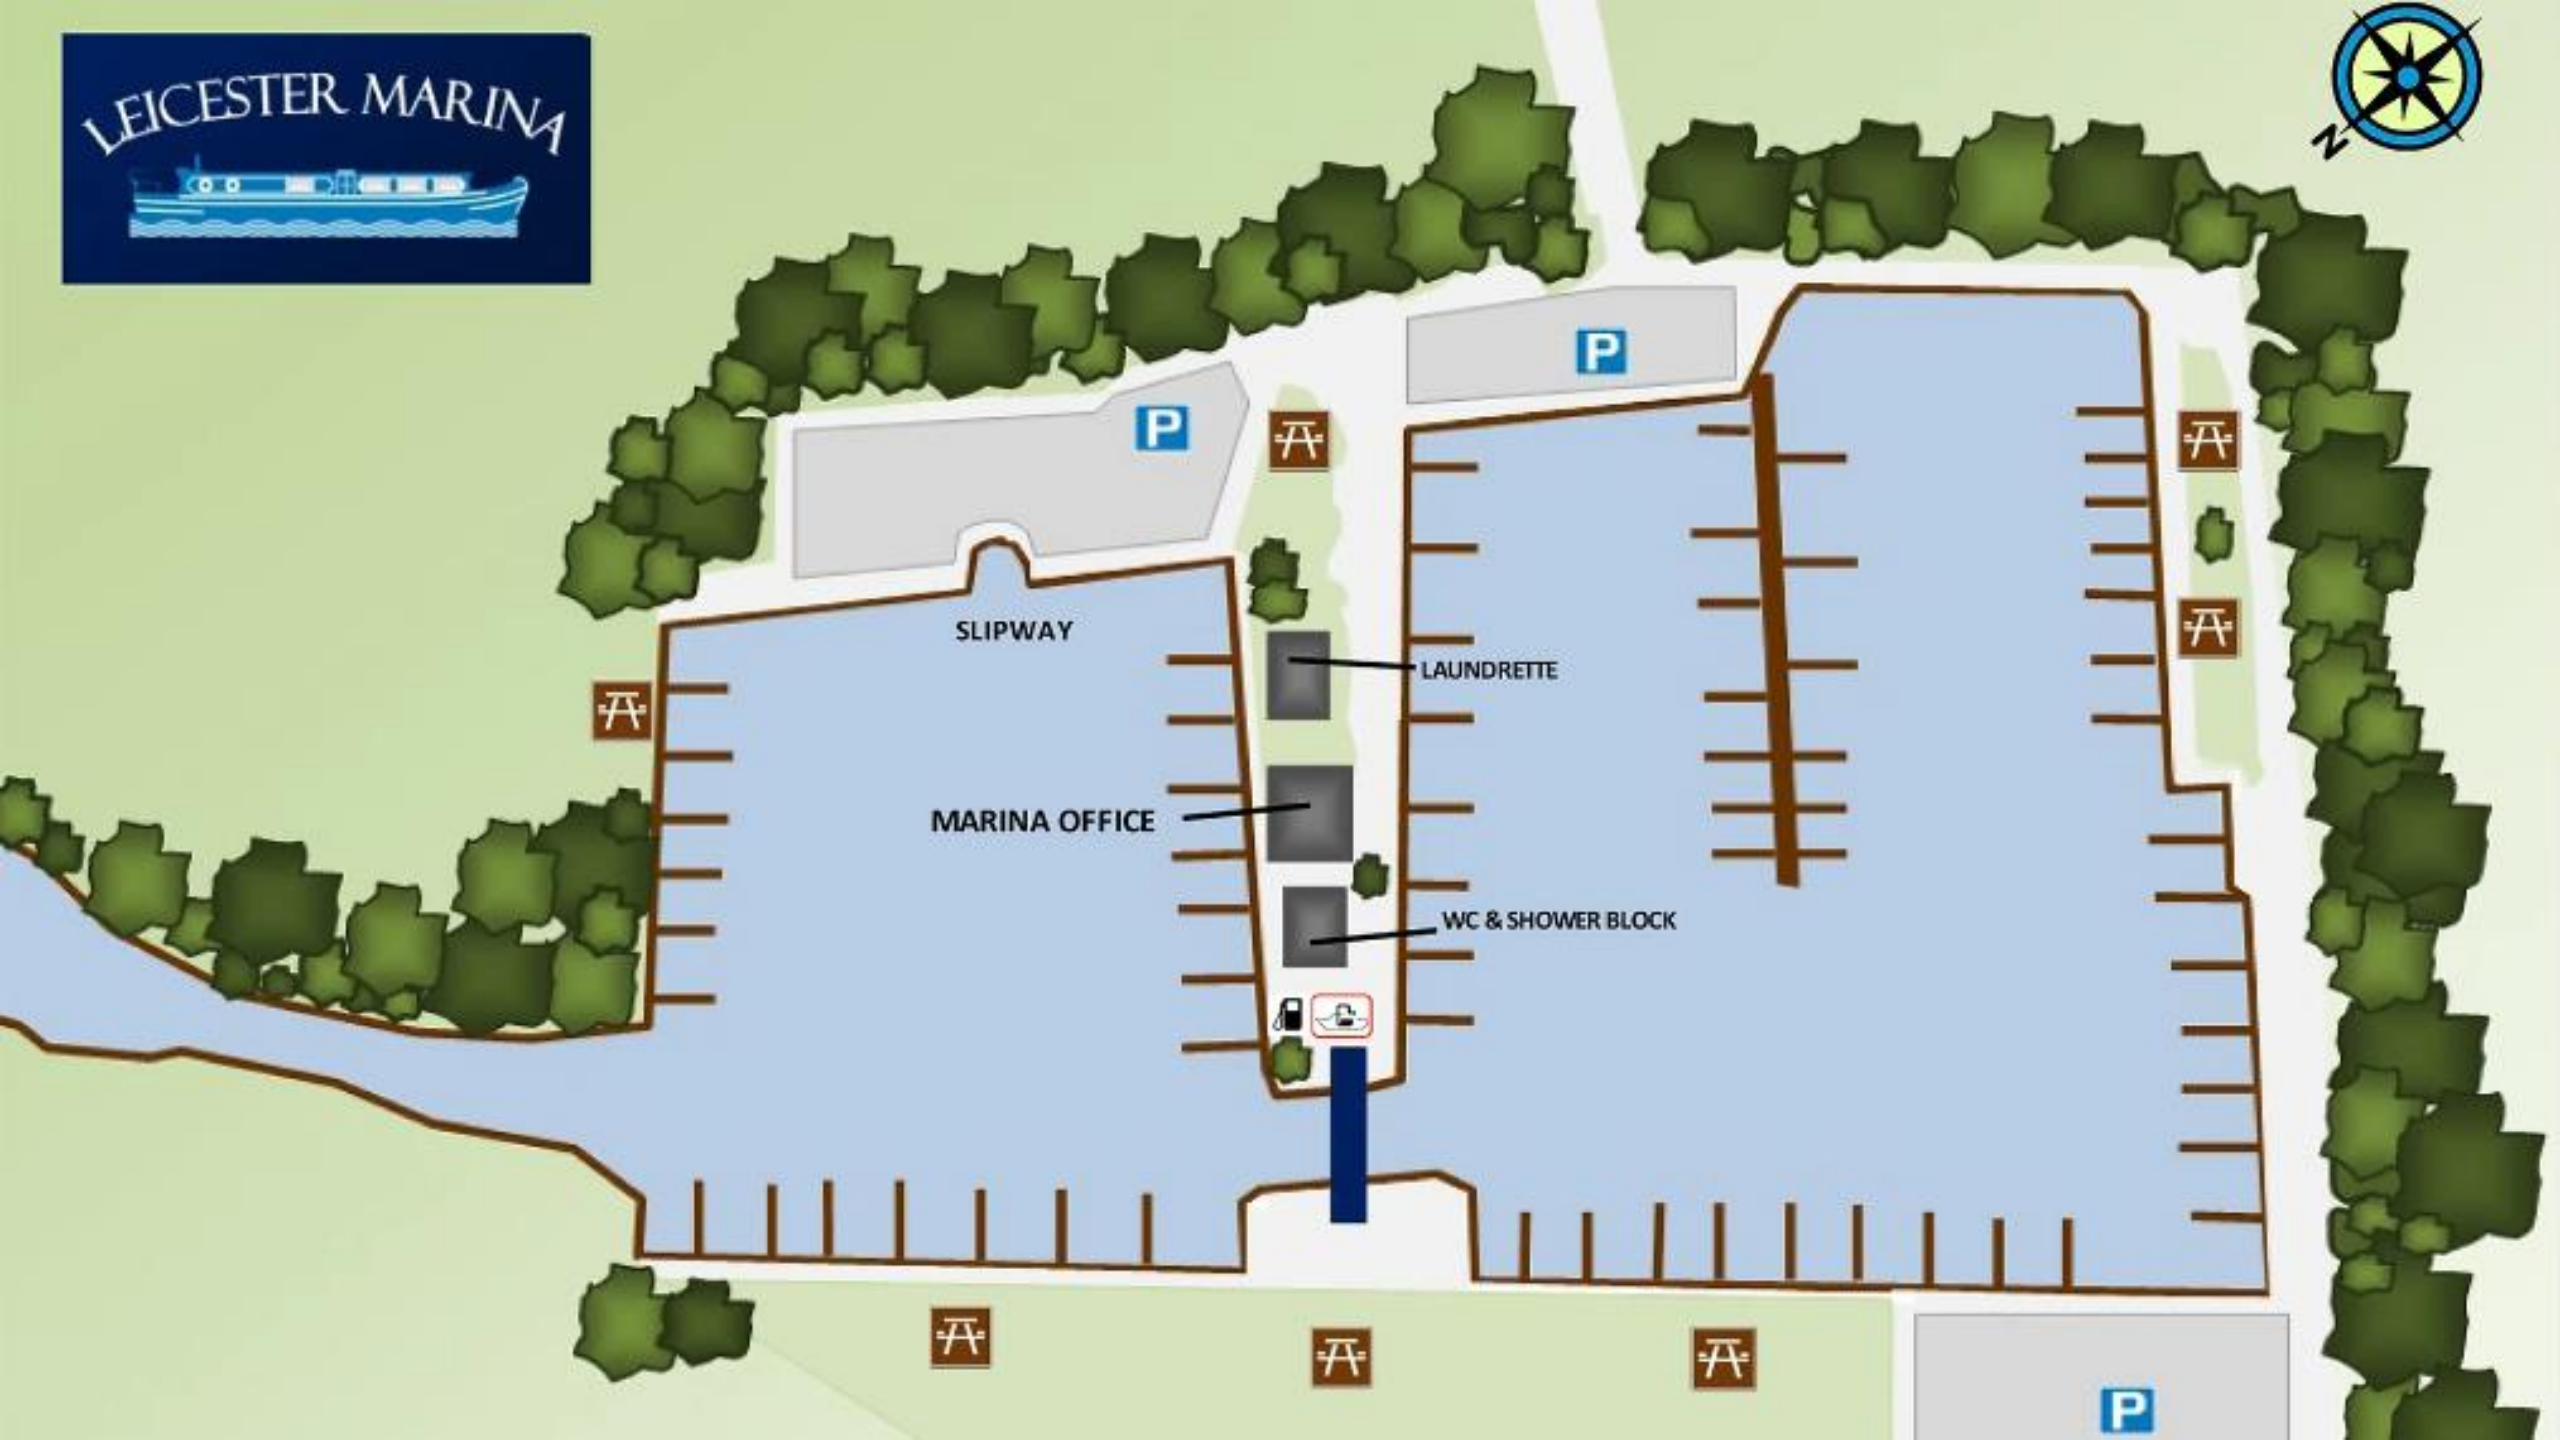 LEICESTER MARINA
N
P
P
SLIPWAY
LAUNDRETTE
MARINA OFFICE
WC & SHOWER BLOCK
P